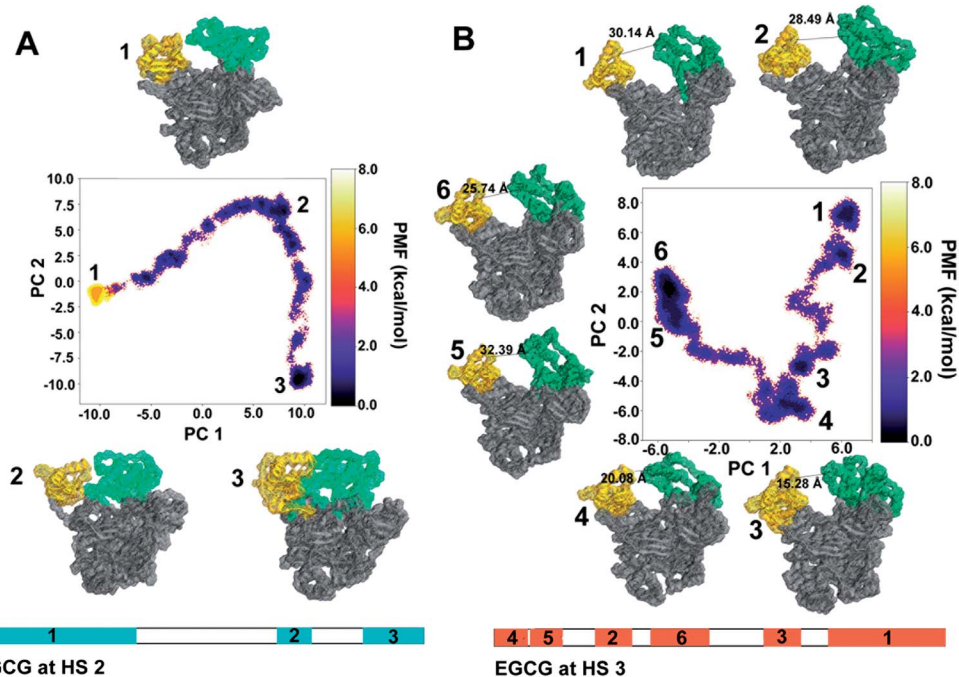 A
1
10.0
7.5
5.0
2.5
0.0
-2.5
-5.0
-7.5
-10.0
PC 2
-10.0 -5.0 0.0 5.0 10.0
PC 1
1
2
3
8.0
6.0
4.0
2.0
0.0
PMF (kcal/mol)
2
3
1 2 3
GCG at HS 2
B
1
30.14 Å
2
28.49 Å
6
25.74 Å
5
32.39 Å
8.0
6.0
4.0
2.0
0.0
-2.0
-4.0
-6.0
-8.0
PC 2
-6.0 -2.0 2.0 6.0
PC 1
1
2
3
4
5
6
8.0
6.0
4.0
2.0
0.0
PMF (kcal/mol)
4
20.08 Å
3
15.28 Å
4 5 2 6 3 1
EGCG at HS 3